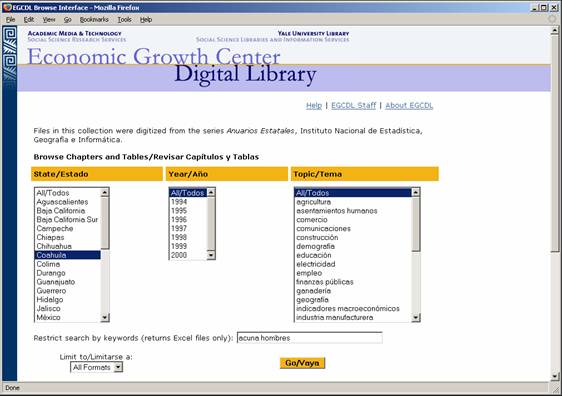 EGCDL Browse Interface - Mozilla Firefox
File Edit View Go Bookmarks Tools Help
ACADEMIC MEDIA & TECHNOLOGY YALE UNIVERSITY LIBRARY
SOCIAL SCIENCE RESEARCH SERVICES SOCIAL SCIENCE LIBRARIES AND INFORMATION SERVICES
Economic Growth Center
Digital Library
Help | EGCDL Staff | About EGCDL
Files in this collection were digitized from the series Anuarios Estatales, Instituto Nacional de Estadística,
Geografía e Informática.
Browse Chapters and Tables/Revisar Capítulos y Tablas
State/Estado Year/Año Topic/Tema
All/Todos All/Todos All/Todos
Aguascalientes 1994 agricultura
Baja California 1995 asentamientos humanos
Baja California Sur 1996 comercio
Campeche 1997 comunicaciones
Chiapas 1998 construcción
Chihuahua 1999 demografía
Coahuila 2000 educación
Colima electricidad
Durango empleo
Guanajuato finanzas públicas
Guerrero ganadería
Hidalgo geografía
Jalisco indicadores macroeconómicos
México industria manufacturera
Restrict search by keywords (returns Excel files only): acuna hombres
Limit to/Limitarse a:
All Formats Go/Vaya
Done